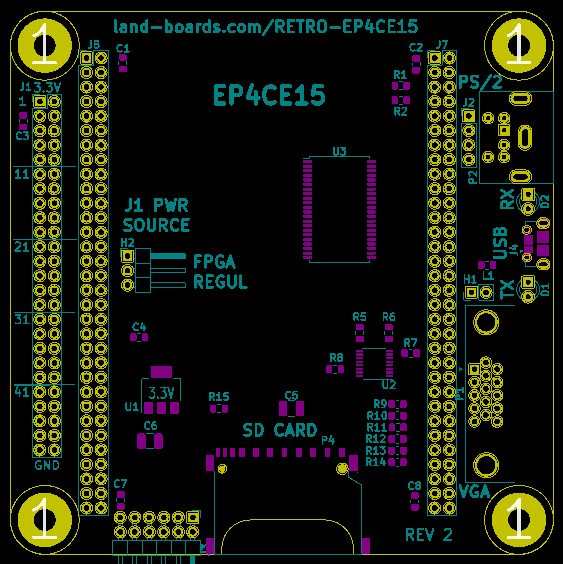 land-boards.com/RETRO-EP4CE15
1
1
J8
C1
C2
J7
R1
R2
PS/2
J1
3.3V
1
C3
EP4CE15
J2
P2
U3
11
RX
D2
J1 PWR
SOURCE
H2
FPGA
REGUL
21
USB
J4
L1
H1
TX
D1
31
C4
R5
R6
R7
R8
U2
P1
41
3.3V
U1
R15
C5
C6
SD CARD
P4
R9
R10
R11
R12
R13
R14
GND
C7
C8
VGA
1
1
REV 2